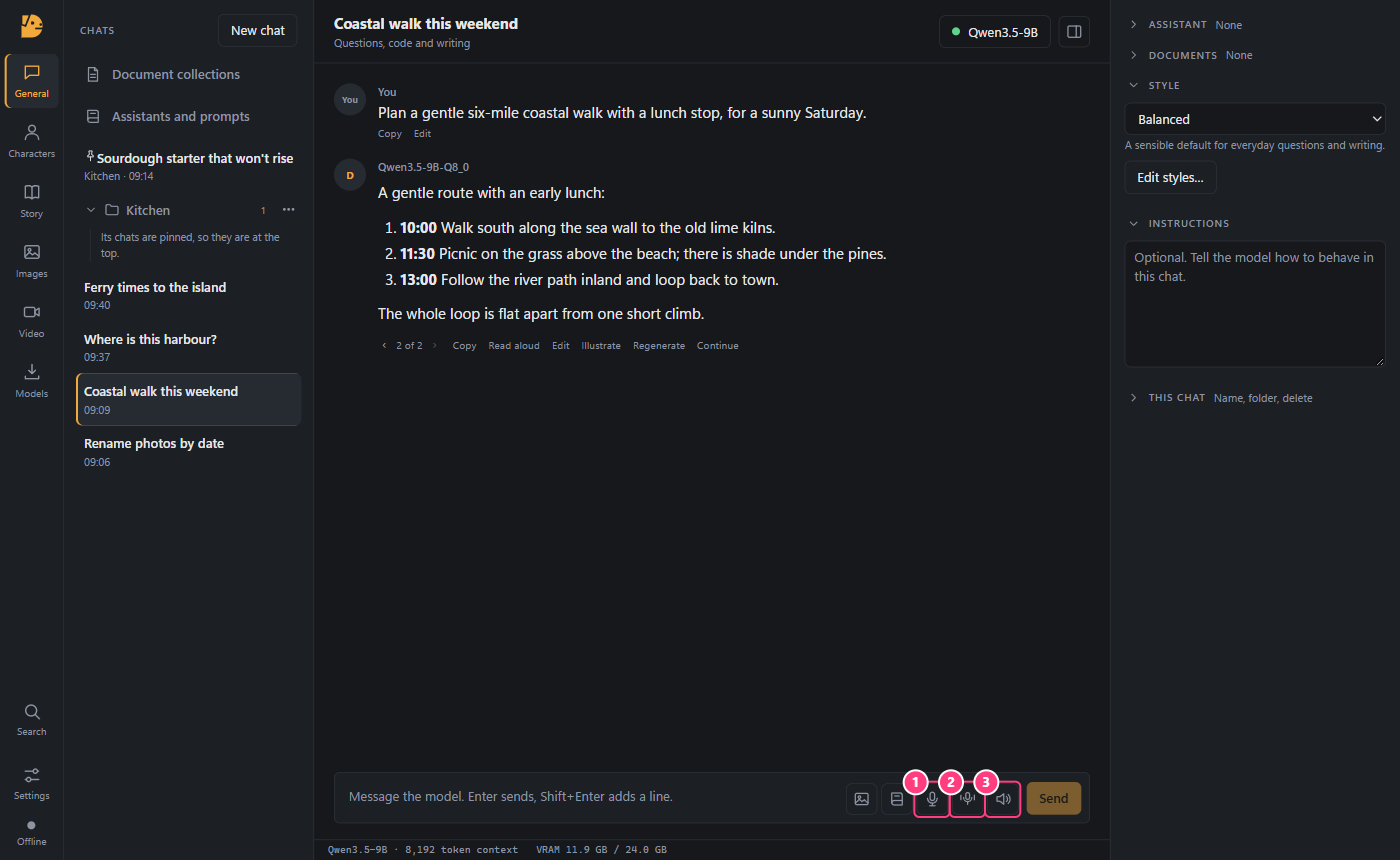 CHATS
New chat
General
Characters
Story
Images
Video
Models
Search
Settings
Offline
Document collections
Assistants and prompts
Sourdough starter that won't rise
Kitchen · 09:14
Kitchen 1
Its chats are pinned, so they are at the
top.
Ferry times to the island
09:40
Where is this harbour?
09:37
Coastal walk this weekend
09:09
Rename photos by date
09:06
Coastal walk this weekend
Questions, code and writing
Qwen3.5-9B
You
You
Plan a gentle six-mile coastal walk with a lunch stop, for a sunny Saturday.
Copy Edit
D
Qwen3.5-9B-Q8_0
A gentle route with an early lunch:
1. 10:00 Walk south along the sea wall to the old lime kilns.
2. 11:30 Picnic on the grass above the beach; there is shade under the pines.
3. 13:00 Follow the river path inland and loop back to town.
The whole loop is flat apart from one short climb.
‹ 2 of 2 › Copy Read aloud Edit Illustrate Regenerate Continue
1 2 3
Message the model. Enter sends, Shift+Enter adds a line.
Send
Qwen3.5-9B · 8,192 token context VRAM 11.9 GB / 24.0 GB
ASSISTANT None
DOCUMENTS None
STYLE
Balanced
A sensible default for everyday questions and writing.
Edit styles...
INSTRUCTIONS
Optional. Tell the model how to behave in
this chat.
THIS CHAT Name, folder, delete